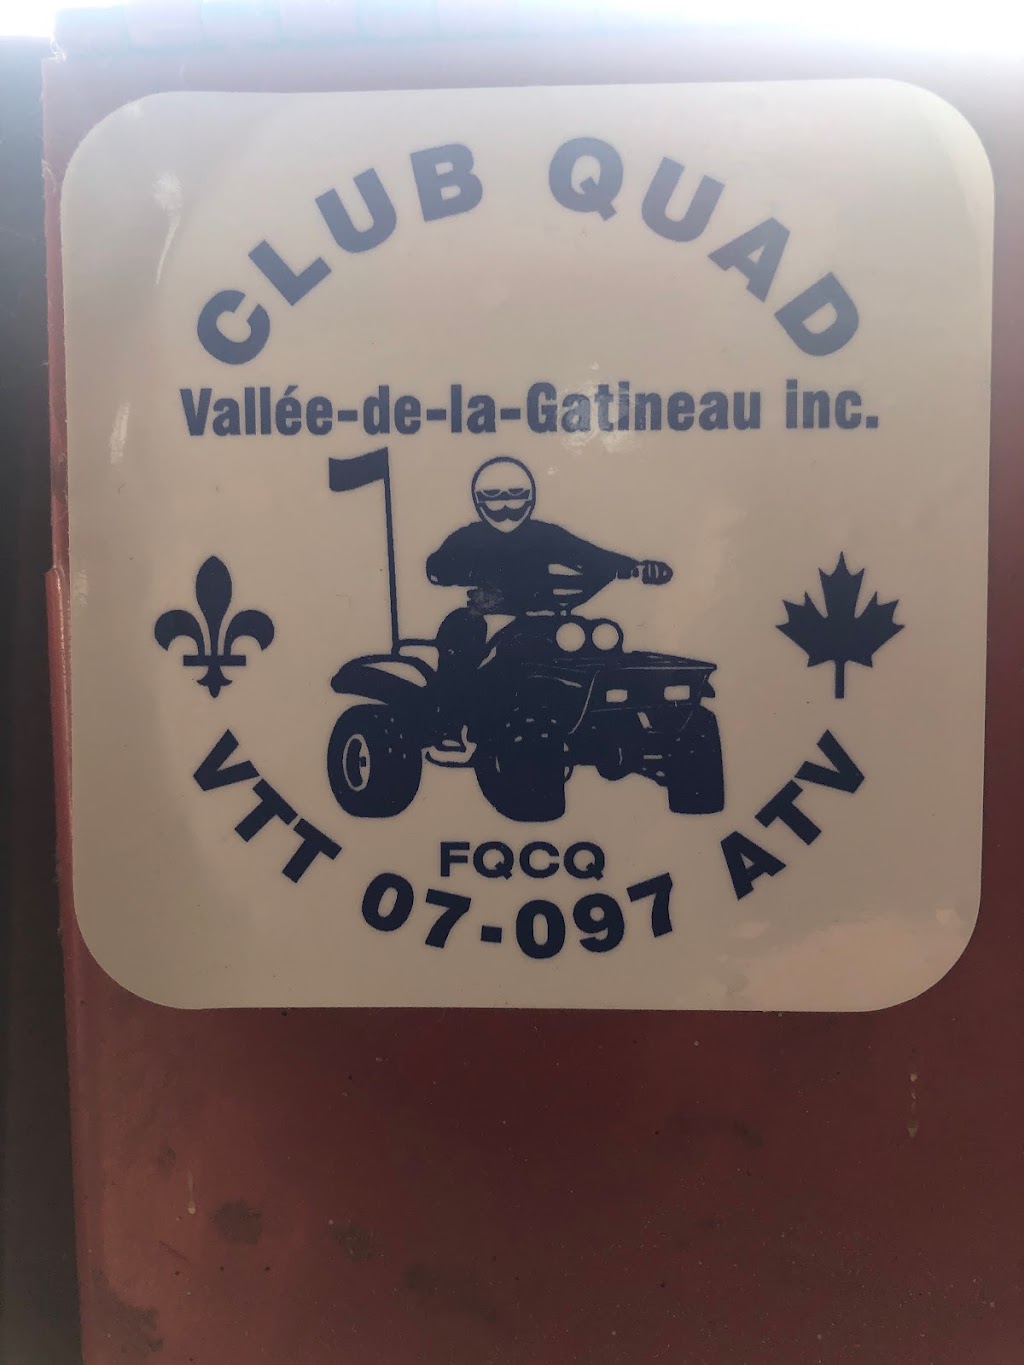 CLUB QUAD
Vallée-de-la-Gatineau inc.
FQCQ
VTT 07-097 ATV